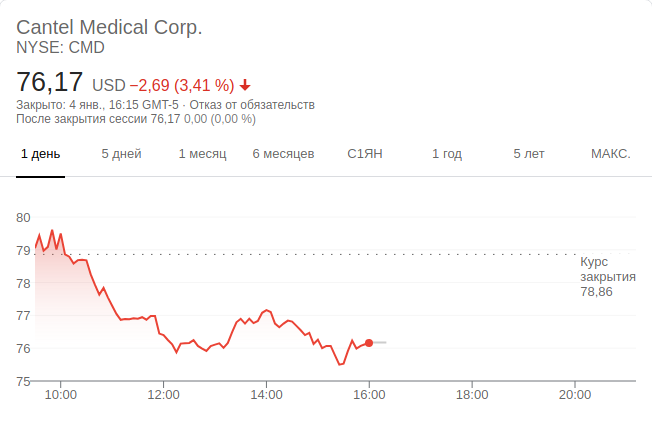 Cantel Medical Corp.
NYSE: CMD
76,17 USD −2,69 (3,41 %)
Закрыто: 4 янв., 16:15 GMT-5 · Отказ от обязательств
После закрытия сессии 76,17 0,00 (0,00 %)
1 день 5 дней 1 месяц 6 месяцев С1ЯН 1 год 5 лет МАКС.
80
79
Курс
закрытия
78,86
78
77
76
75
10:00 12:00 14:00 16:00 18:00 20:00